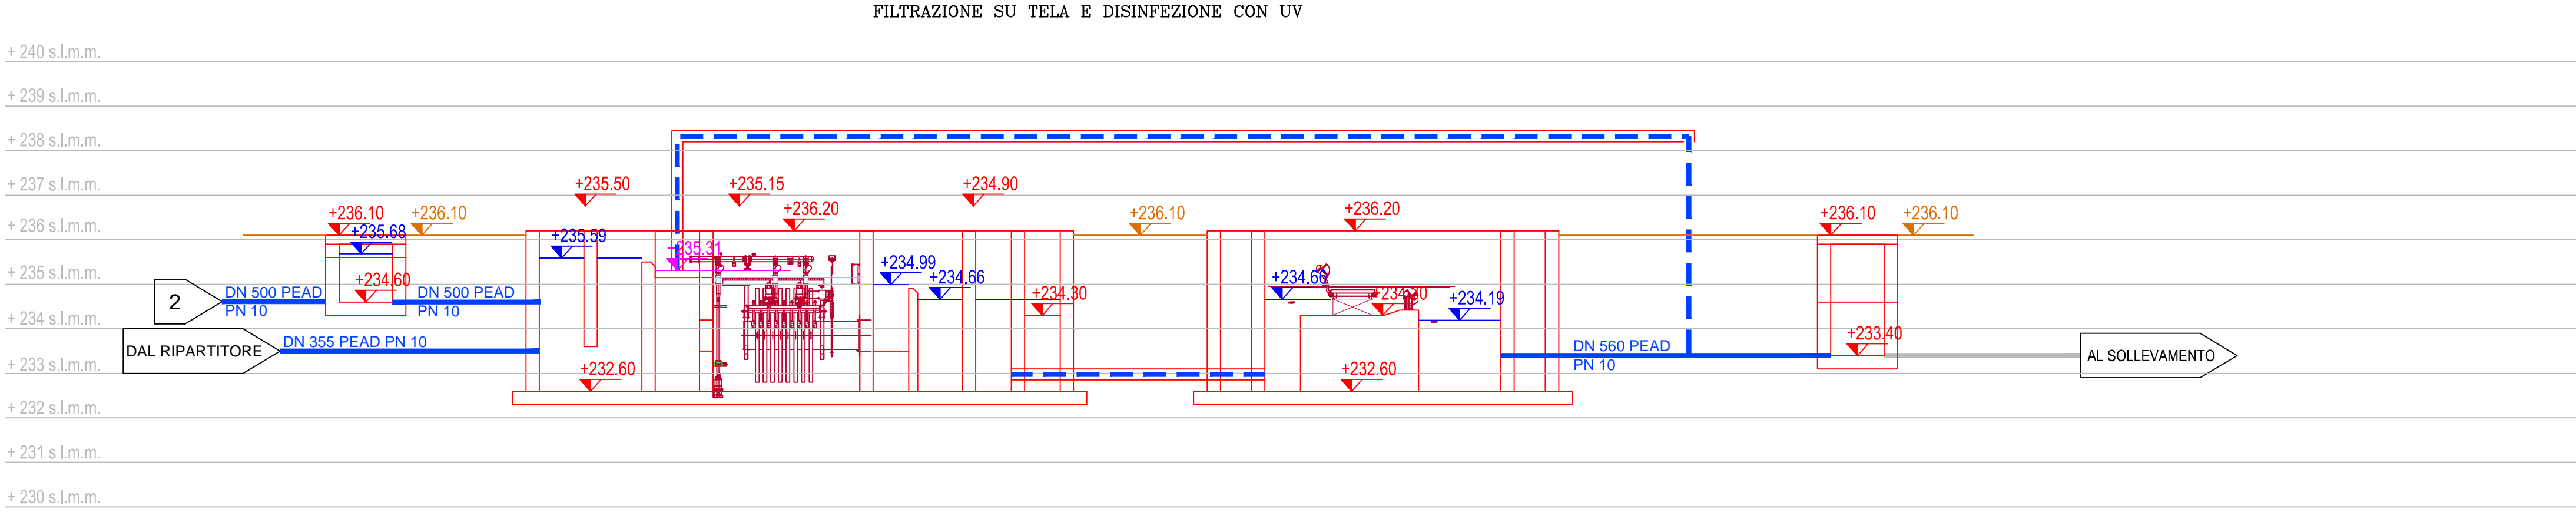 FILTRAZIONE SU TELA E DISINFEZIONE CON UV
+ 240 s.l.m.m.
+ 239 s.l.m.m.
+ 238 s.l.m.m.
+ 237 s.l.m.m.
+235.50
+235.15
+234.90
+ 236 s.l.m.m.
+236.10
+236.10
+236.20
+236.10
+236.20
+236.10
+236.10
+235.68
+235.59
+235.31
+ 235 s.l.m.m.
+234.60
+234.99
+234.66
+234.66
2
DN 500 PEAD
PN 10
DN 500 PEAD
PN 10
+234.30
+234.30
+234.19
+ 234 s.l.m.m.
DAL RIPARTITORE
DN 355 PEAD PN 10
+233.40
DN 560 PEAD
PN 10
AL SOLLEVAMENTO
+ 233 s.l.m.m.
+232.60
+232.60
+ 232 s.l.m.m.
+ 231 s.l.m.m.
+ 230 s.l.m.m.